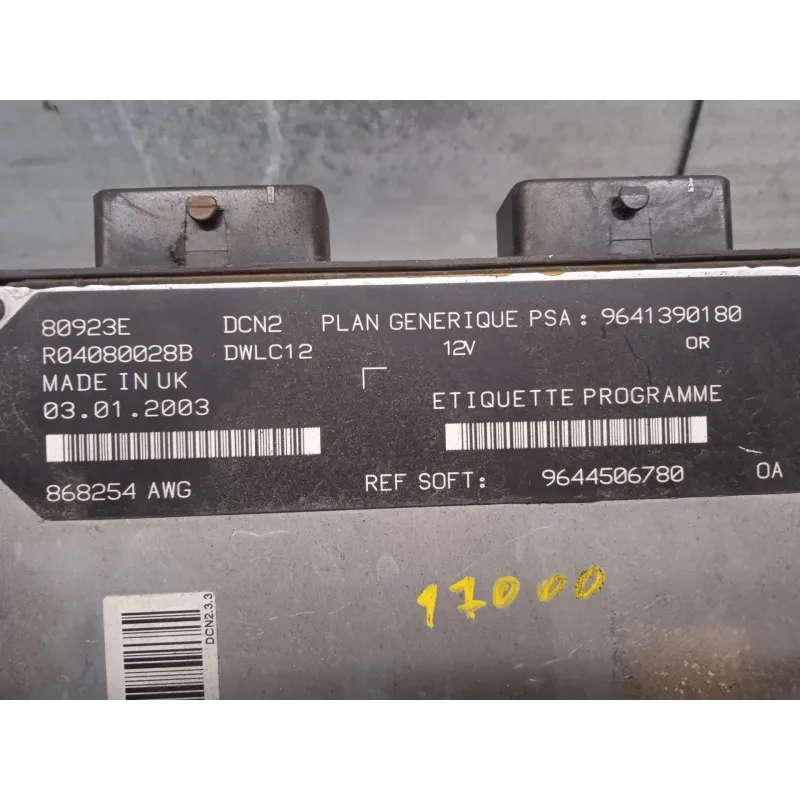 80923E DCN2 PLAN GENERIQUE PSA : 9641390180
R04080028B DWLC12 12V OR
MADE IN UK
03.01.2003 ETIQUETTE PROGRAMME
868254 AWG REF SOFT: 9644506780 0A
17000
DCN2.3.3